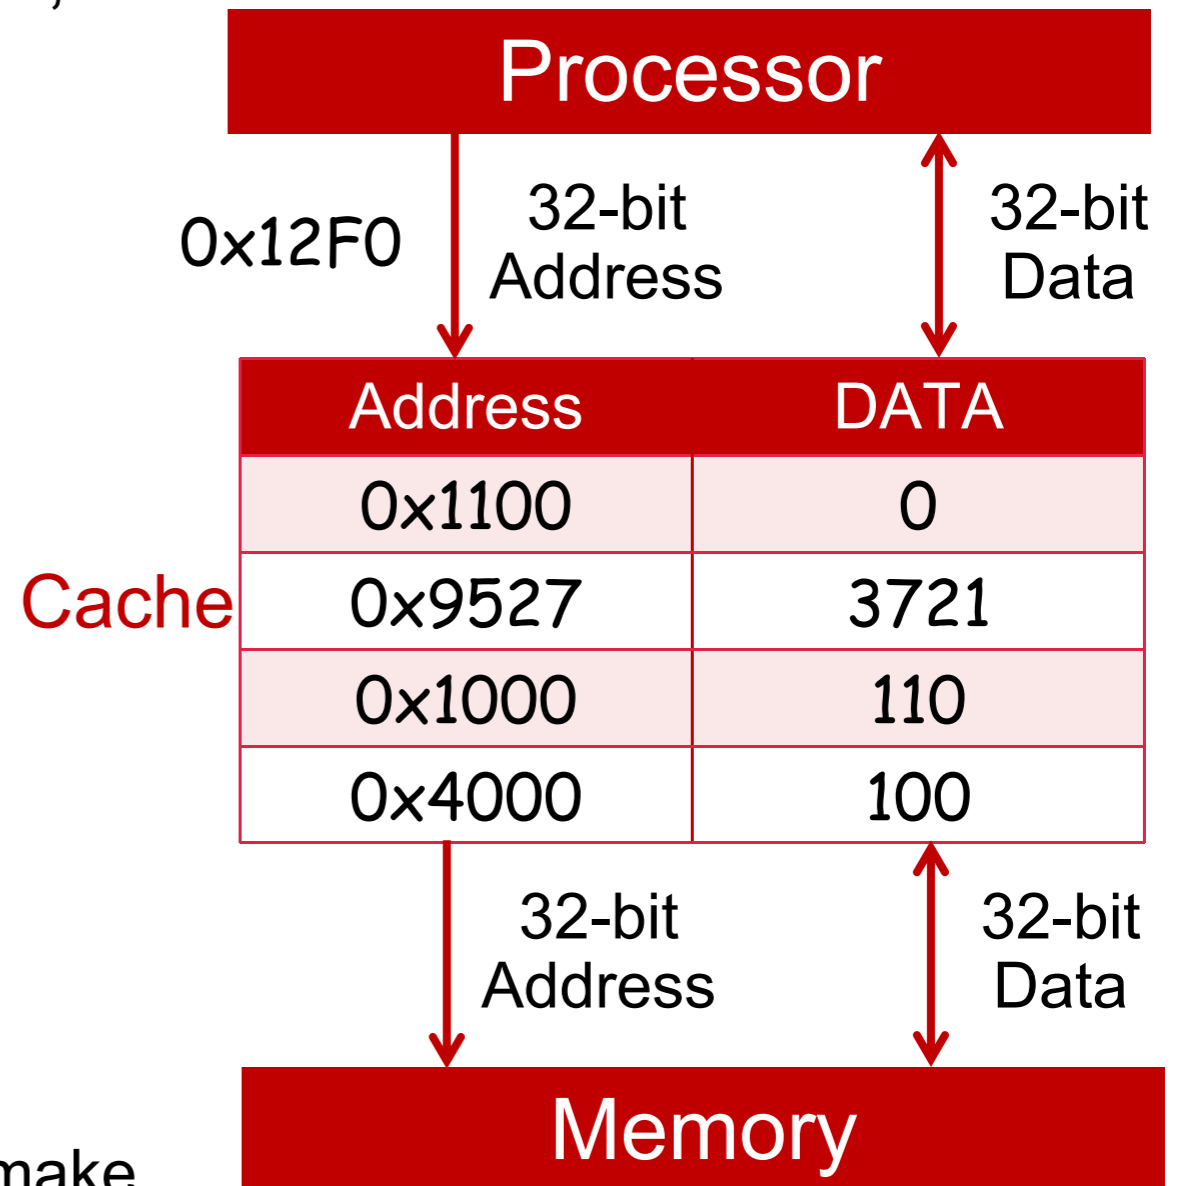 Processor
0x12F0
32-bit
Address
32-bit
Data
Address DATA
0x1100 0
Cache
0x9527 3721
0x1000 110
0x4000 100
32-bit
Address
32-bit
Data
Memory
make